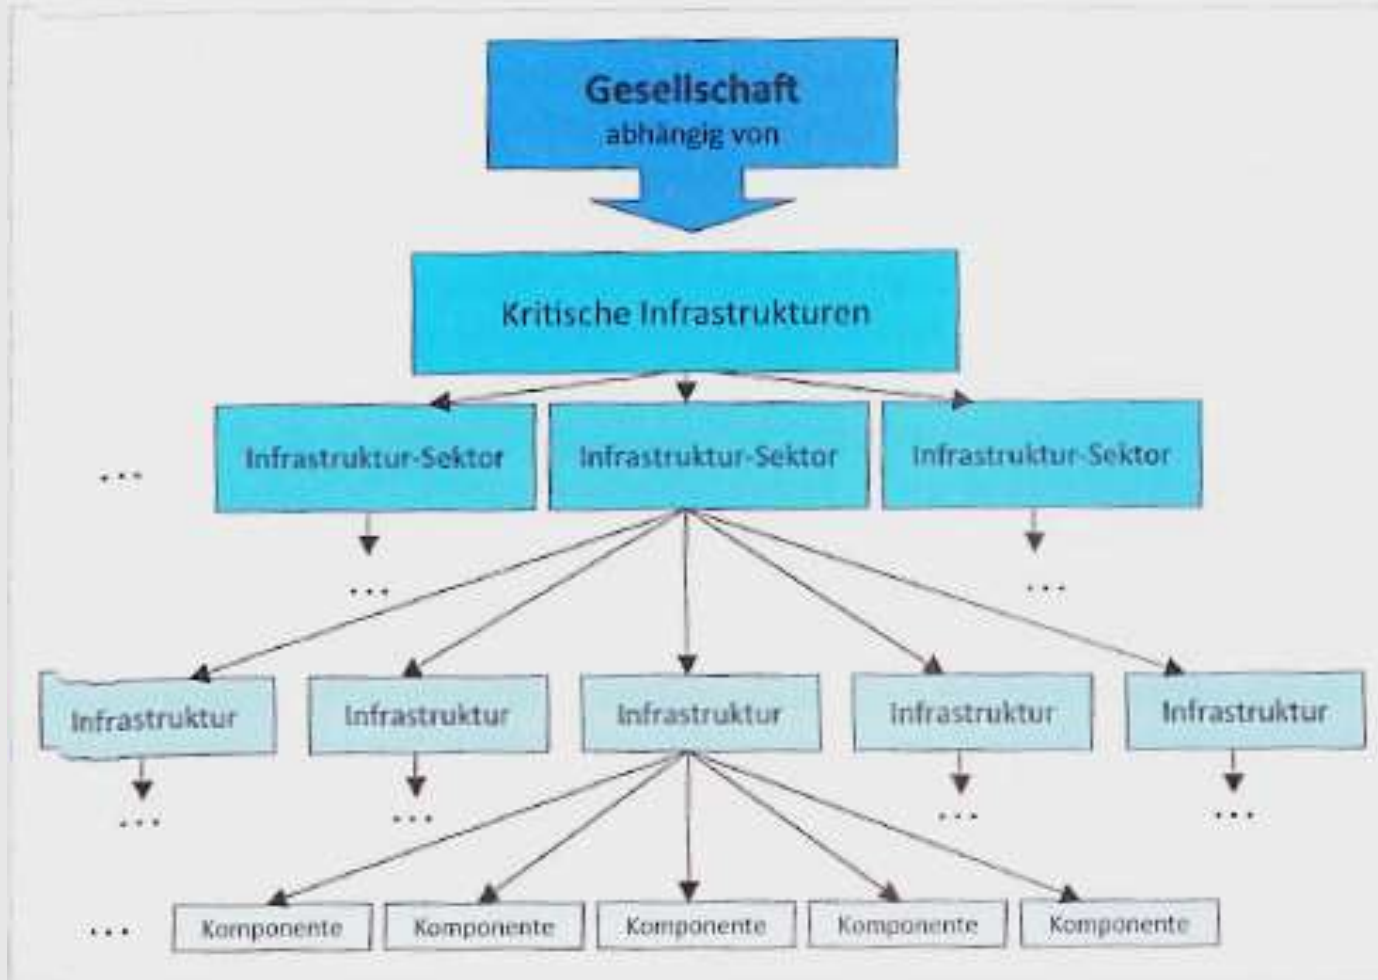 Gesellschaft
abhängig von
Kritische Infrastrukturen
... Infrastruktur-Sektor Infrastruktur-Sektor Infrastruktur-Sektor
... ...
Infrastruktur Infrastruktur Infrastruktur Infrastruktur Infrastruktur
... ... ... ...
... Komponente Komponente Komponente Komponente Komponente